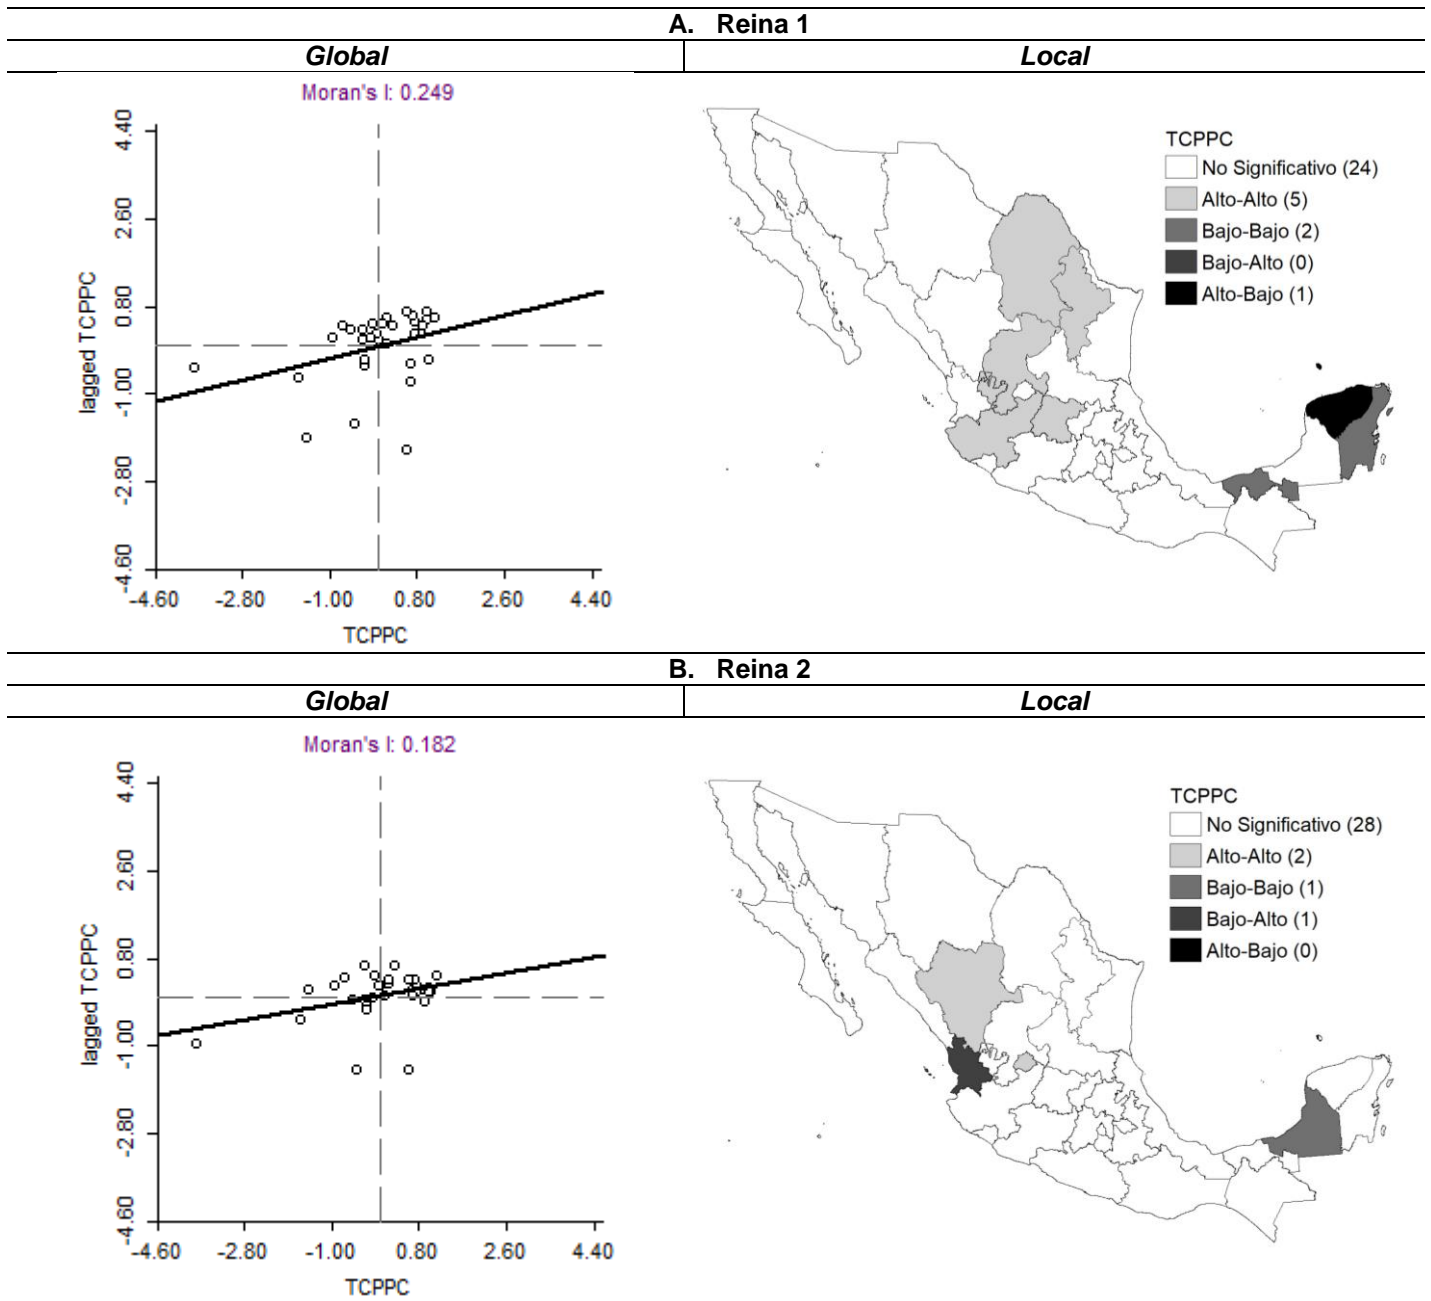 A. Reina 1
Global
Local
Moran's I: 0.249
4.40
2.60
0.80
-1.00
-2.80
-4.60
lagged TCPPC
-4.60 -2.80 -1.00 0.80 2.60 4.40
TCPPC
TCPPC
No Significativo (24)
Alto-Alto (5)
Bajo-Bajo (2)
Bajo-Alto (0)
Alto-Bajo (1)
B. Reina 2
Global
Local
Moran's I: 0.182
4.40
2.60
0.80
-1.00
-2.80
-4.60
lagged TCPPC
-4.60 -2.80 -1.00 0.80 2.60 4.40
TCPPC
TCPPC
No Significativo (28)
Alto-Alto (2)
Bajo-Bajo (1)
Bajo-Alto (1)
Alto-Bajo (0)